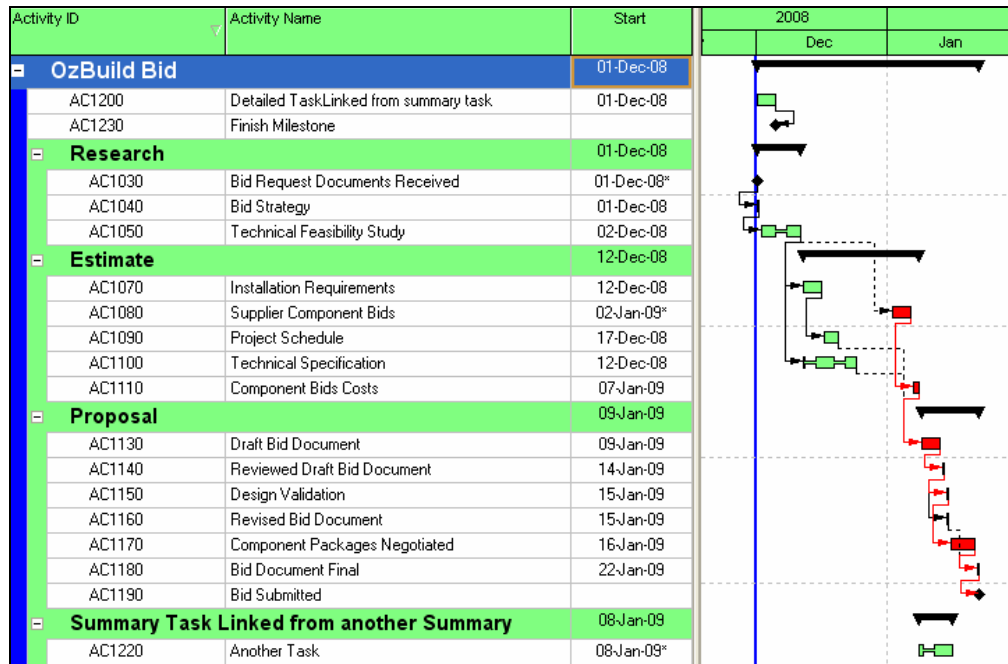 Activity ID Activity Name Start 2008
Dec Jan
OzBuild Bid 01-Dec-08
AC1200 Detailed TaskLinked from summary task 01-Dec-08
AC1230 Finish Milestone
Research 01-Dec-08
AC1030 Bid Request Documents Received 01-Dec-08*
AC1040 Bid Strategy 01-Dec-08
AC1050 Technical Feasibility Study 02-Dec-08
Estimate 12-Dec-08
AC1070 Installation Requirements 12-Dec-08
AC1080 Supplier Component Bids 02-Jan-09*
AC1090 Project Schedule 17-Dec-08
AC1100 Technical Specification 12-Dec-08
AC1110 Component Bids Costs 07-Jan-09
Proposal 09-Jan-09
AC1130 Draft Bid Document 09-Jan-09
AC1140 Reviewed Draft Bid Document 14-Jan-09
AC1150 Design Validation 15-Jan-09
AC1160 Revised Bid Document 15-Jan-09
AC1170 Component Packages Negotiated 16-Jan-09
AC1180 Bid Document Final 22-Jan-09
AC1190 Bid Submitted
Summary Task Linked from another Summary 08-Jan-09
AC1220 Another Task 08-Jan-09*